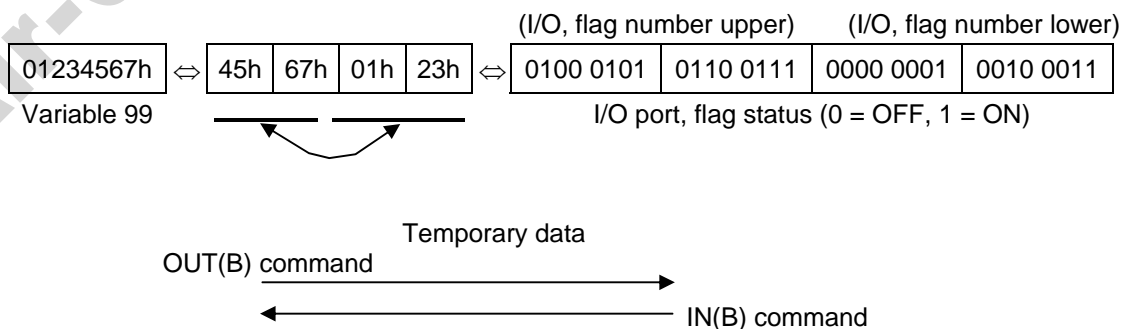 (I/O, flag number upper) (I/O, flag number lower)
01234567h ⇔ 45h 67h 01h 23h ⇔ 0100 0101 0110 0111 0000 0001 0010 0011
Variable 99 I/O port, flag status (0 = OFF, 1 = ON)
Temporary data
OUT(B) command
IN(B) command